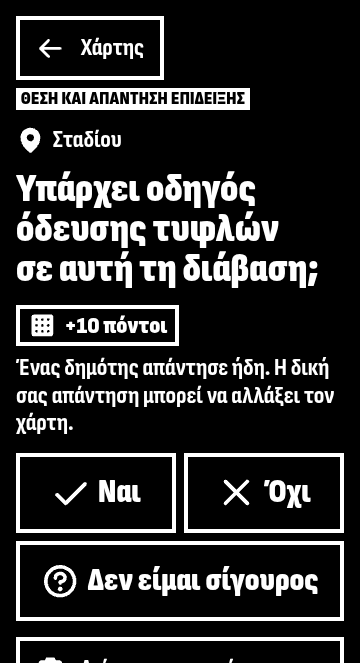 Χάρτης
ΘΕΣΗ ΚΑΙ ΑΠΑΝΤΗΣΗ ΕΠΙΔΕΙΞΗΣ
Σταδίου
Υπάρχει οδηγός
όδευσης τυφλών
σε αυτή τη διάβαση;
+10 πόντοι
Ένας δημότης απάντησε ήδη. Η δική
σας απάντηση μπορεί να αλλάξει τον
χάρτη.
Ναι
Όχι
Δεν είμαι σίγουρος